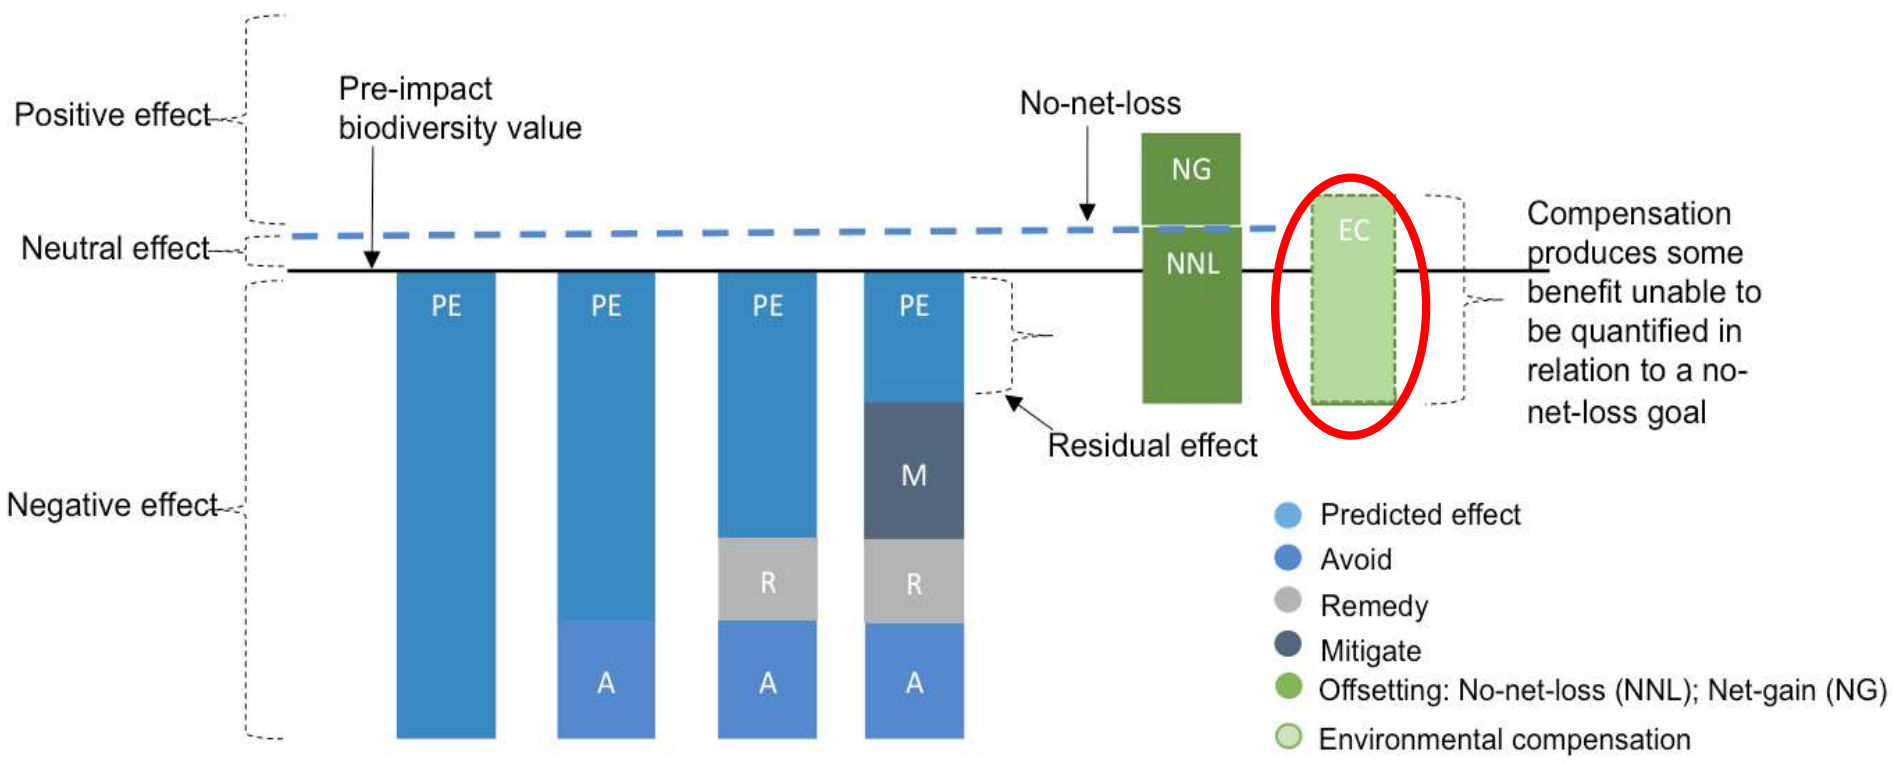 Positive effect
Pre-impact
biodiversity value
No-net-loss
Neutral effect
Negative effect
PE
PE
A
PE
R
A
PE
M
R
A
Residual effect
NG
NNL
EC
Compensation
produces some
benefit unable to
be quantified in
relation to a no-
net-loss goal
Predicted effect
Avoid
Remedy
Mitigate
Offsetting: No-net-loss (NNL); Net-gain (NG)
Environmental compensation